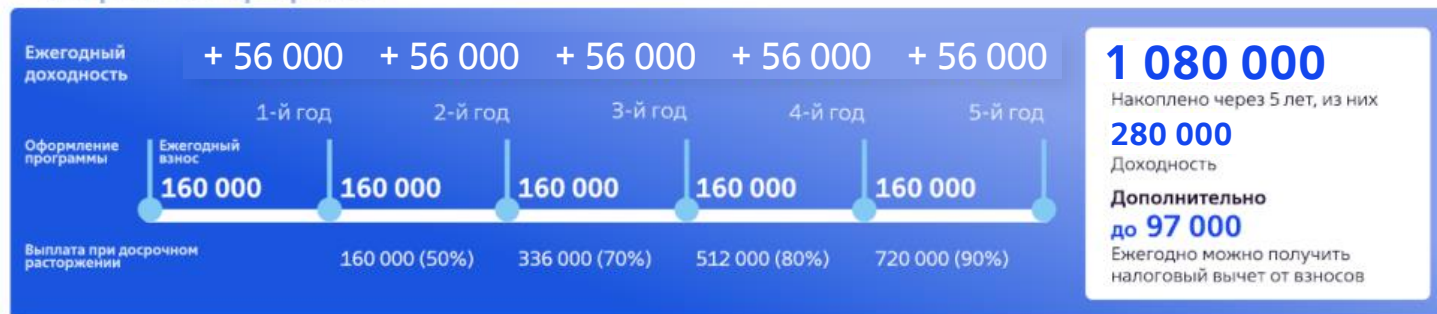 Ежегодный
доходность
+ 56 000 + 56 000 + 56 000 + 56 000 + 56 000
1-й год 2-й год 3-й год 4-й год 5-й год
Оформление
программы
Ежегодный
взнос
160 000 160 000 160 000 160 000 160 000
Выплата при досрочном
расторжении
160 000 (50%) 336 000 (70%) 512 000 (80%) 720 000 (90%)
1 080 000
Накоплено через 5 лет, из них
280 000
Доходность
Дополнительно
до 97 000
Ежегодно можно получить
налоговый вычет от взносов